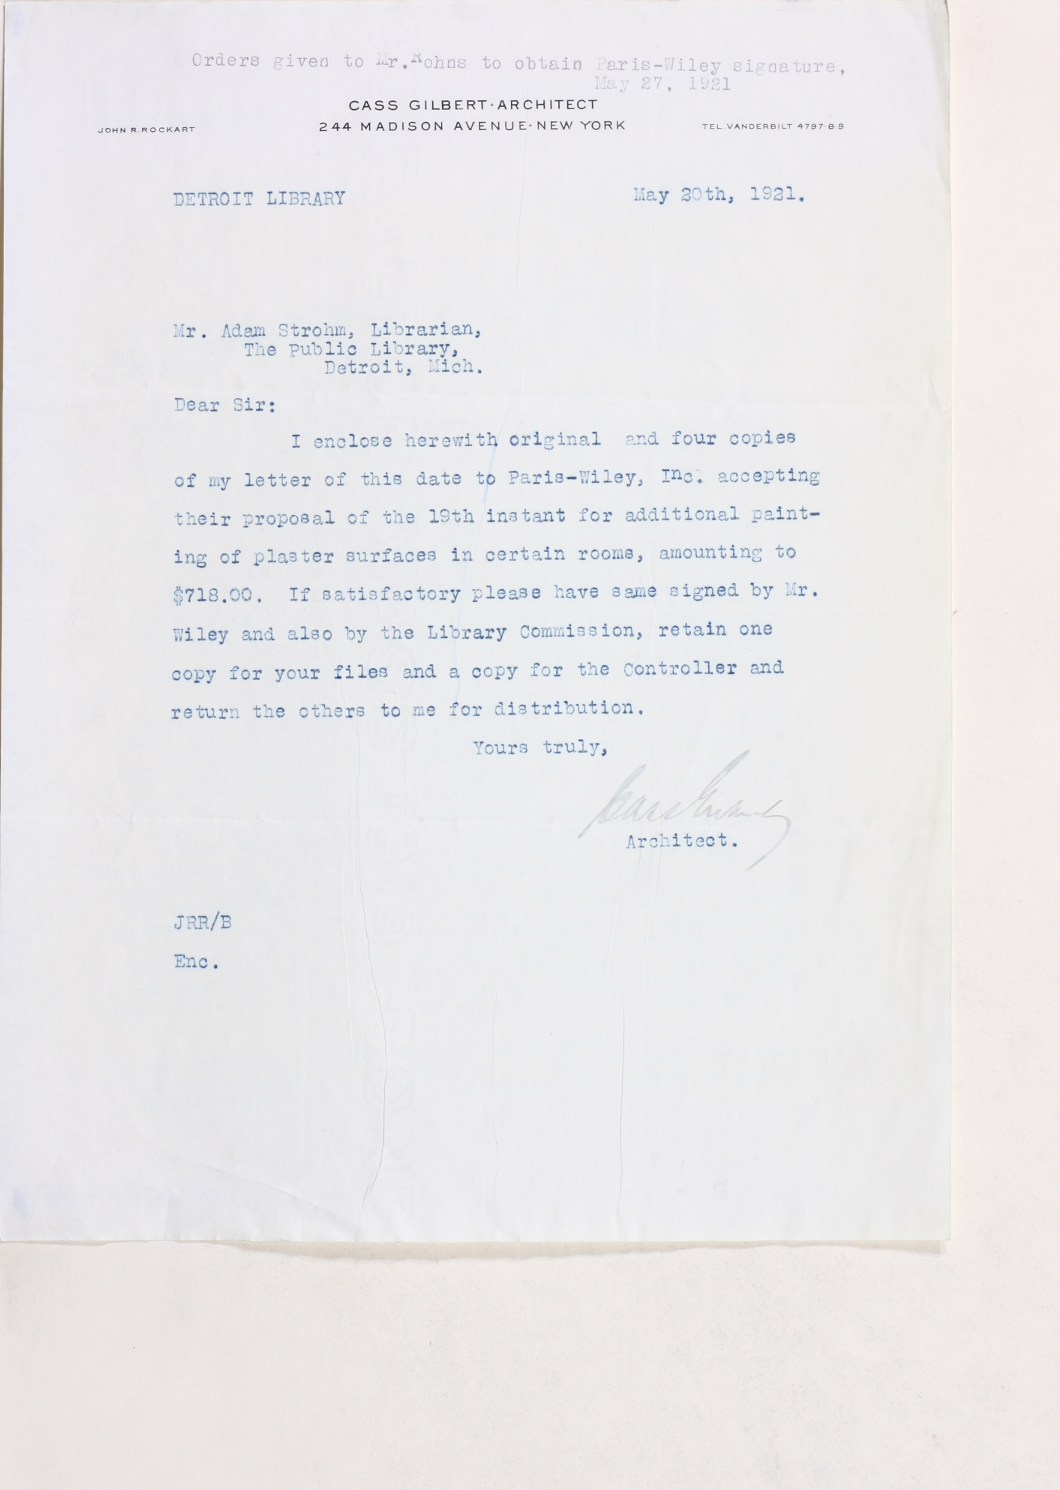 Orders given to Mr. Kohns to obtain Paris-Wiley signature,
May 27, 1921
CASS GILBERT·ARCHITECT
JOHN R. ROCKART 244 MADISON AVENUE·NEW YORK TEL. VANDERBILT 4797-8-9
DETROIT LIBRARY May 20th, 1921.
Mr. Adam Strohm, Librarian,
The Public Library,
Detroit, Mich.
Dear Sir:
I enclose herewith original and four copies
of my letter of this date to Paris-Wiley, Inc. accepting
their proposal of the 19th instant for additional paint-
ing of plaster surfaces in certain rooms, amounting to
$718.00. If satisfactory please have same signed by Mr.
Wiley and also by the Library Commission, retain one
copy for your files and a copy for the Controller and
return the others to me for distribution.
Yours truly,
Cass Gilbert
Architect.
JRR/B
Enc.